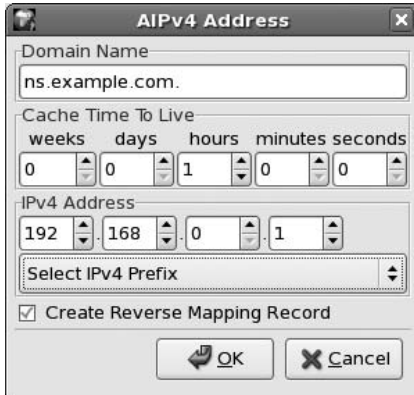 AIPv4 Address
Domain Name
ns.example.com.
Cache Time To Live
weeks days hours minutes seconds
0 0 1 0 0
IPv4 Address
192 . 168 . 0 . 1
Select IPv4 Prefix
Create Reverse Mapping Record
OK Cancel